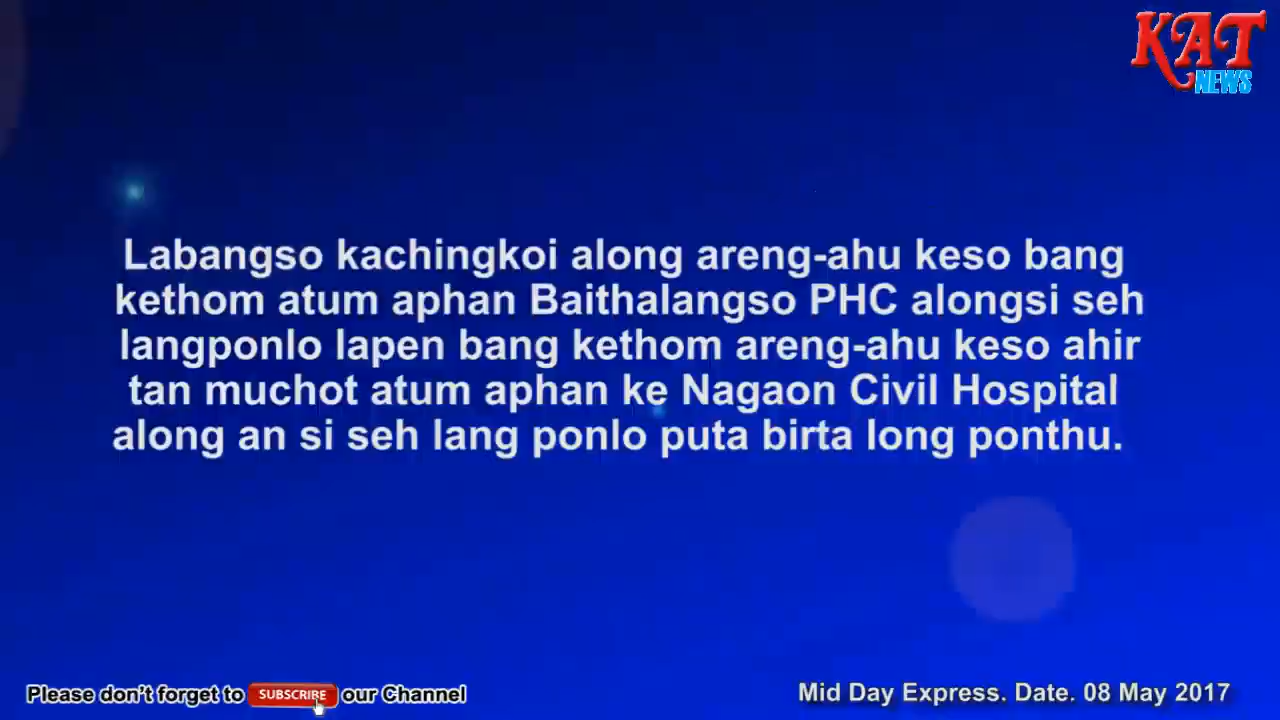 KAT
NEWS
Labangso kachingkoi along areng-ahu keso bang
kethom atum aphan Baithalangso PHC alongsi seh
langponlo lapen bang kethom areng-ahu keso ahir
tan muchot atum aphan ke Nagaon Civil Hospital
along an si seh lang ponlo puta birta long ponthu.
Please don't forget to SUBSCRIBE our Channel
Mid Day Express. Date. 08 May 2017